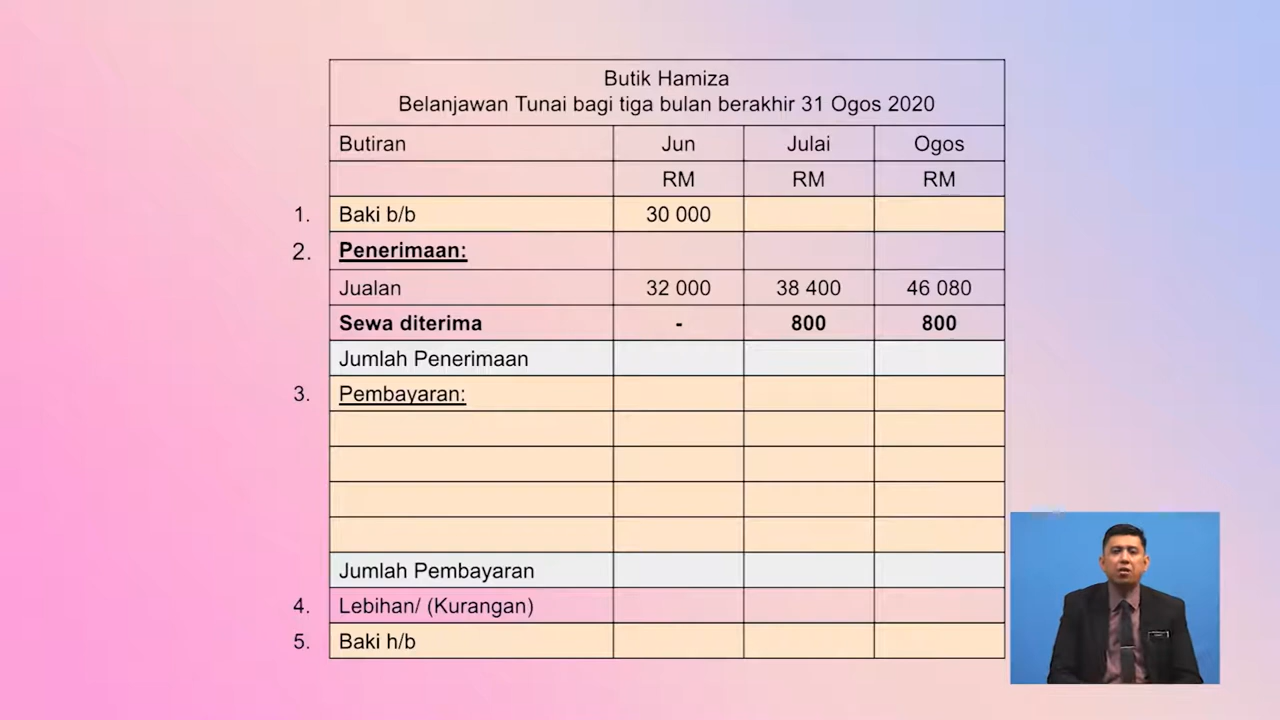 Butik Hamiza
Belanjawan Tunai bagi tiga bulan berakhir 31 Ogos 2020
Butiran Jun Julai Ogos
RM RM RM
1. Baki b/b 30 000
2. Penerimaan:
Jualan 32 000 38 400 46 080
Sewa diterima - 800 800
Jumlah Penerimaan
3. Pembayaran:
Jumlah Pembayaran
4. Lebihan/ (Kurangan)
5. Baki h/b